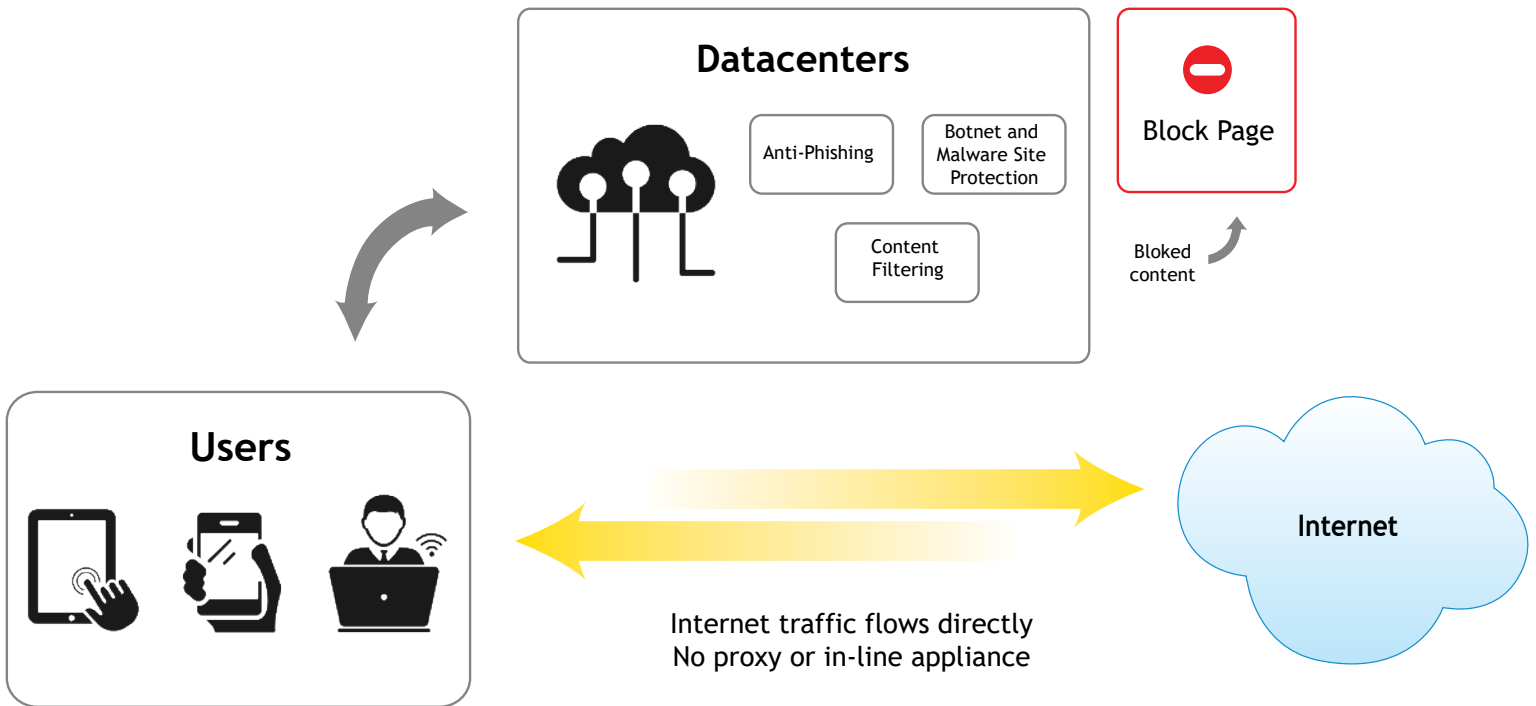 Datacenters
Anti-Phishing
Botnet and
Malware Site
Protection
Content
Filtering
Block Page
Bloked
content
Users
Internet
Internet traffic flows directly
No proxy or in-line appliance